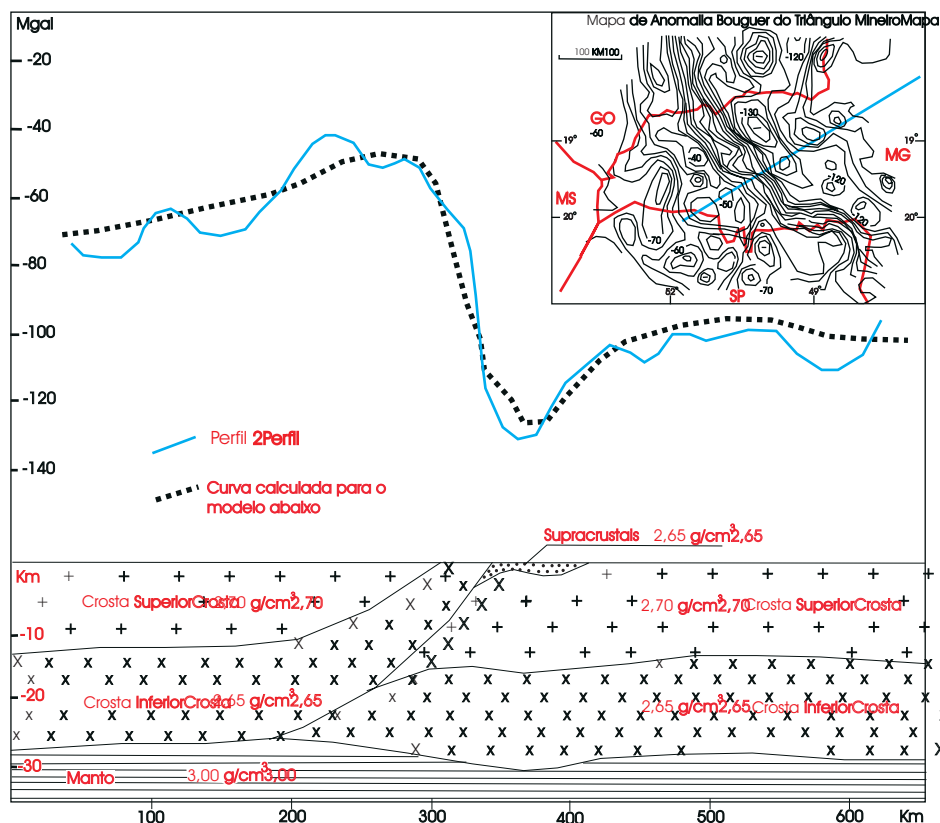 Mgal
Mapa de Anomalia Bouguer do Triângulo MineiroMapa
100 KM100
-20
-40
-60
-80
-100
-120
-140
-120
GO
-60
-130
19°
19°
-40
MG
-120
MS
-80
20°
-120
20°
-70
-60
-70
52°
SP
49°
Perfil 2Perfil
Curva calculada para o
modelo abaixo
Supracrustais 2,65 g/cm³2,65
Km
Crosta SuperiorCrosta 2,70 g/cm³2,70
2,70 g/cm³2,70 Crosta SuperiorCrosta
-10
-20
Crosta InferiorCrosta 2,65 g/cm³2,65
2,65 g/cm³2,65 Crosta InferiorCrosta
-30
Manto 3,00 g/cm³3,00
100 200 300 400 500 600 Km